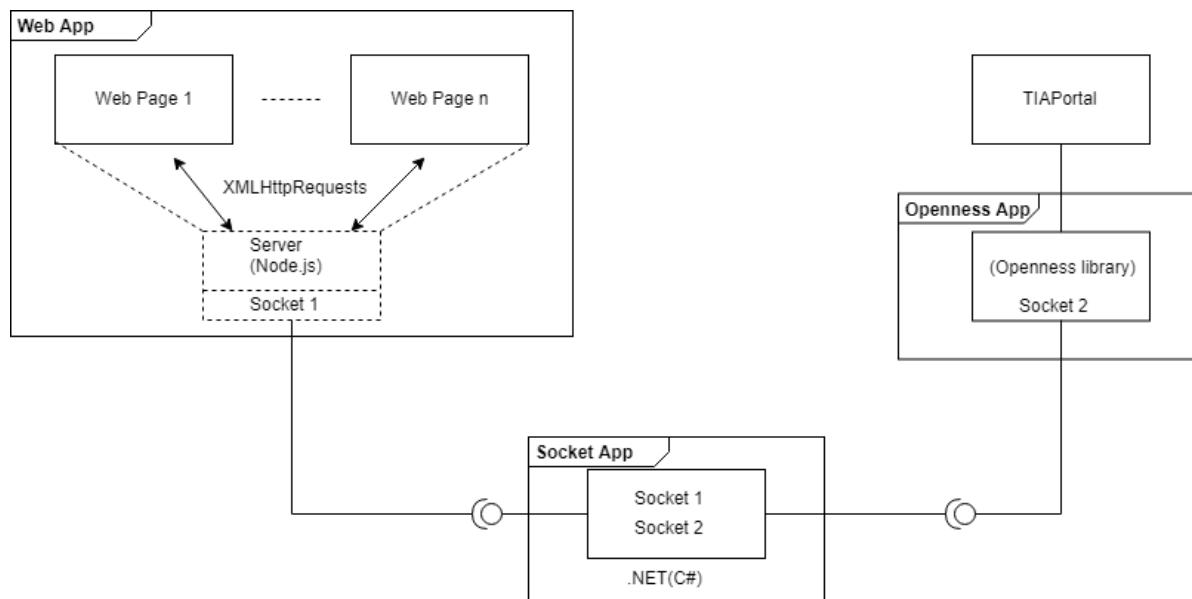 Web App
Web Page 1
Web Page n
TIAPortal
XMLHttpRequests
Openness App
Server
(Node.js)
Socket 1
(Openness library)
Socket 2
Socket App
Socket 1
Socket 2
.NET(C#)